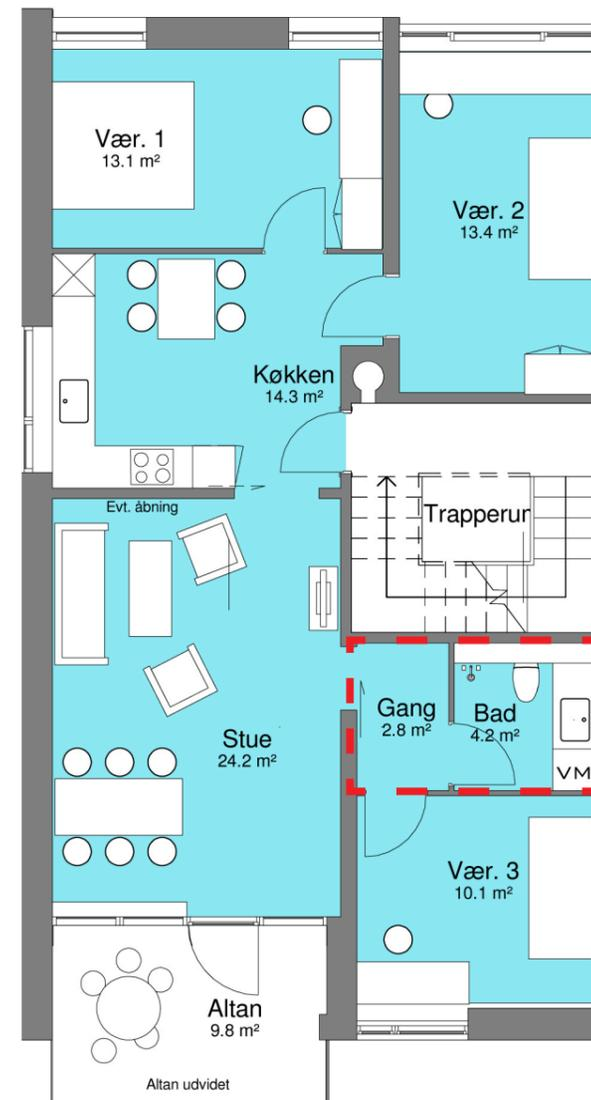 Vær. 1
13.1 m²
Vær. 2
13.4 m²
Køkken
14.3 m²
Evt. åbning
Trapperur
Gang
2.8 m²
Bad
4.2 m²
Stue
24.2 m²
VM
Vær. 3
10.1 m²
Altan
9.8 m²
Altan udvidet